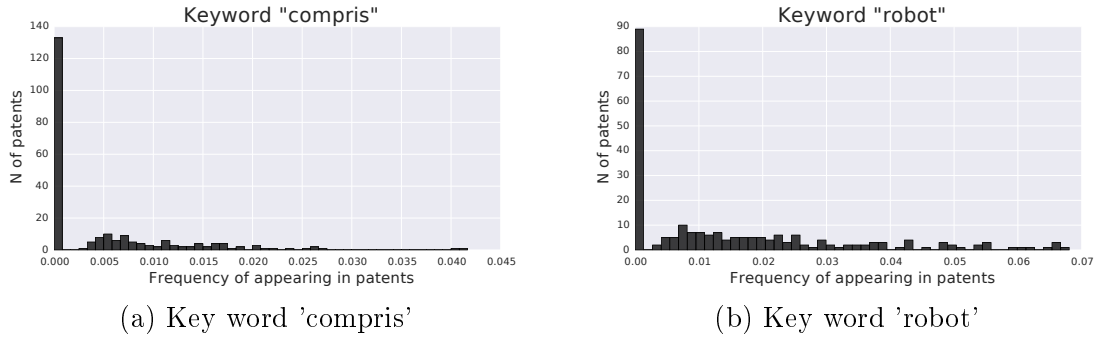 Keyword "compris"
140
120
100
80
60
40
20
0
N of patents
0.000 0.005 0.010 0.015 0.020 0.025 0.030 0.035 0.040 0.045
Frequency of appearing in patents
(a) Key word 'compris'
Keyword "robot"
90
80
70
60
50
40
30
20
10
0
N of patents
0.00 0.01 0.02 0.03 0.04 0.05 0.06 0.07
Frequency of appearing in patents
(b) Key word 'robot'